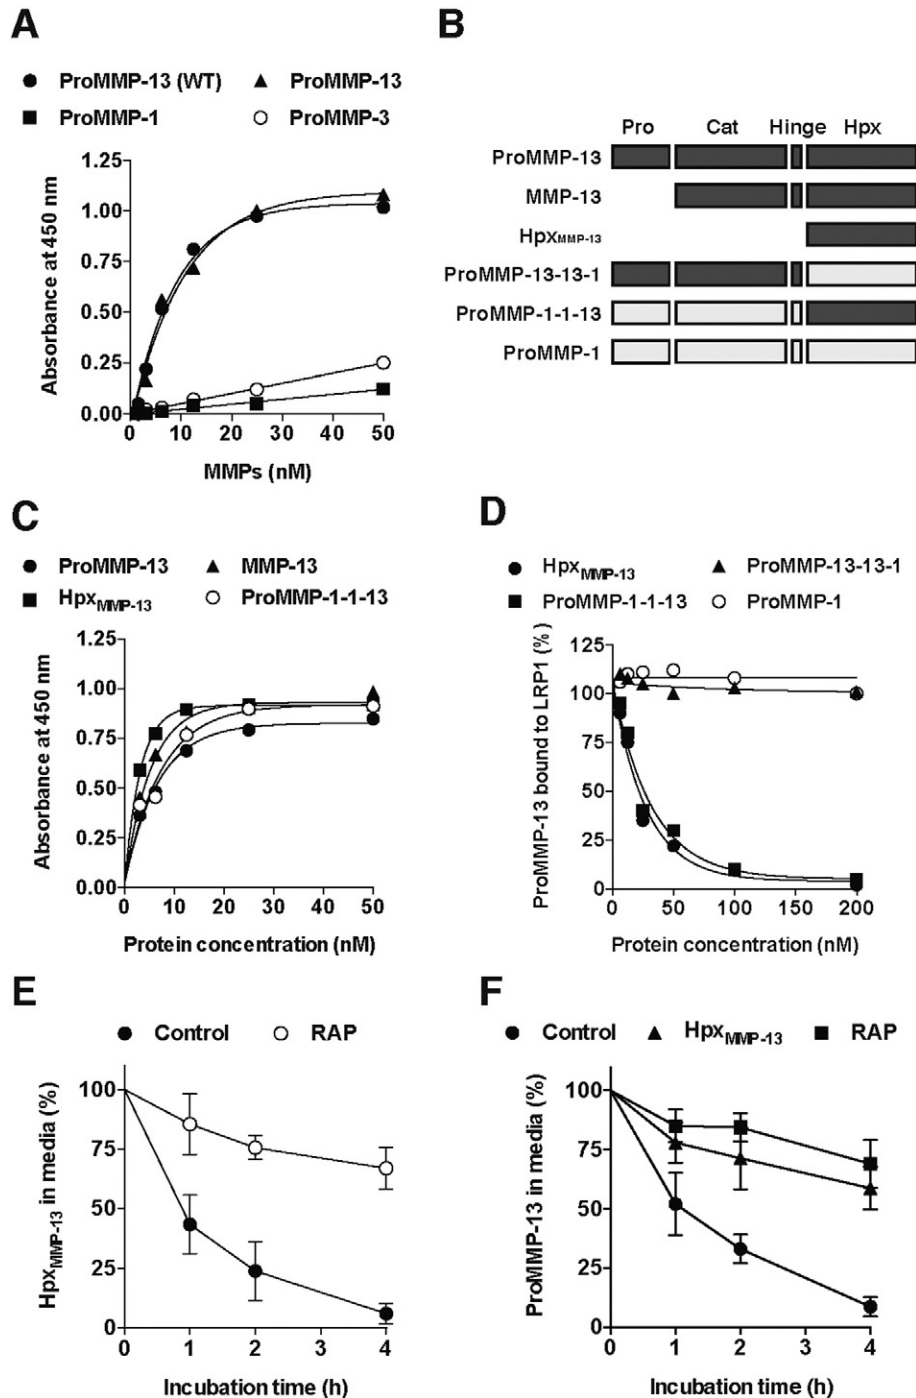 A
B
ProMMP-13 (WT) ProMMP-13
ProMMP-1 ProMMP-3
1.25
1.00
0.75
0.50
0.25
0.00
Absorbance at 450 nm
0 10 20 30 40 50
MMPs (nM)
Pro Cat Hinge Hpx
ProMMP-13
MMP-13
HpxMMP-13
ProMMP-13-13-1
ProMMP-1-1-13
ProMMP-1
C
D
ProMMP-13 MMP-13
HpxMMP-13 ProMMP-1-1-13
1.25
1.00
0.75
0.50
0.25
0.00
Absorbance at 450 nm
0 10 20 30 40 50
Protein concentration (nM)
HpxMMP-13 ProMMP-13-13-1
ProMMP-1-1-13 ProMMP-1
125
100
75
50
25
0
ProMMP-13 bound to LRP1 (%)
0 50 100 150 200
Protein concentration (nM)
E
F
Control RAP
100
75
50
25
0
HpxMMP-13 in media (%)
0 1 2 3 4
Incubation time (h)
Control HpxMMP-13 RAP
100
75
50
25
0
ProMMP-13 in media (%)
0 1 2 3 4
Incubation time (h)